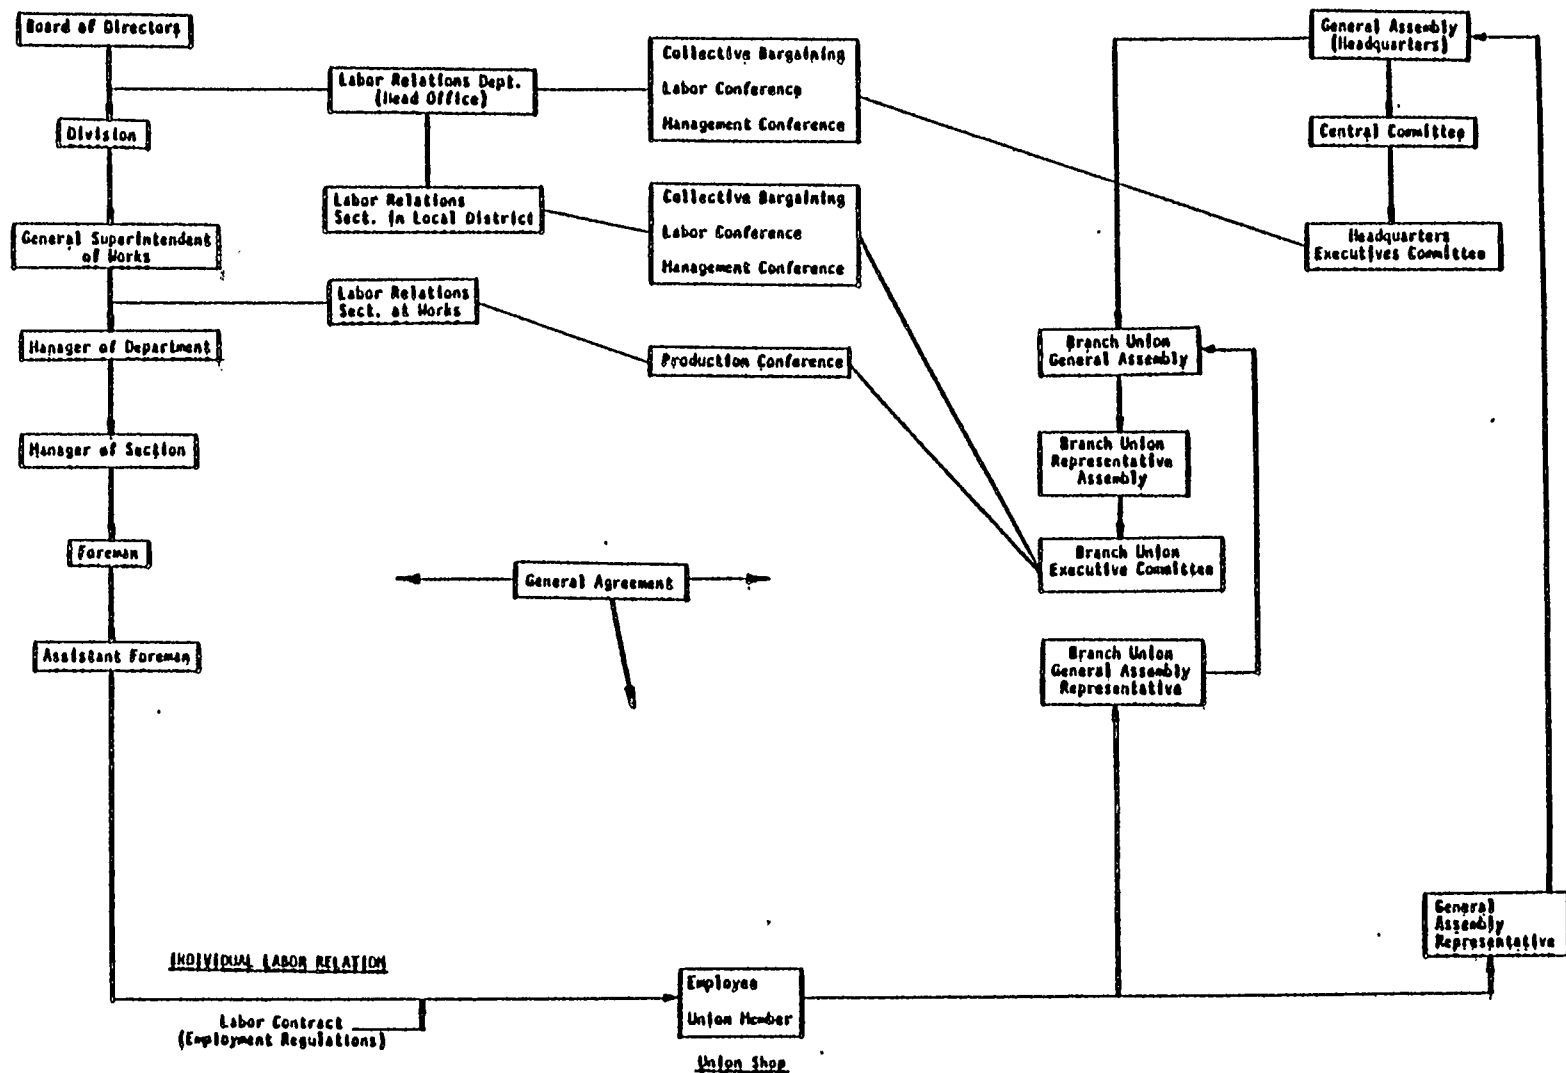 Board of Directors
Division
General Superintendent
of Works
Manager of Department
Manager of Section
Foreman
Assistant Foreman
Labor Relations Dept.
(Head Office)
Labor Relations
Sect. in Local District
Labor Relations
Sect. at Works
Collective Bargaining
Labor Conference
Management Conference
Collective Bargaining
Labor Conference
Management Conference
Production Conference
General Agreement
General Assembly
(Headquarters)
Central Committee
Headquarters
Executives Committee
Branch Union
General Assembly
Branch Union
Representative
Assembly
Branch Union
Executive Committee
Branch Union
General Assembly
Representative
General
Assembly
Representative
INDIVIDUAL LABOR RELATION
Labor Contract
(Employment Regulations)
Employee
Union Member
Union Shop